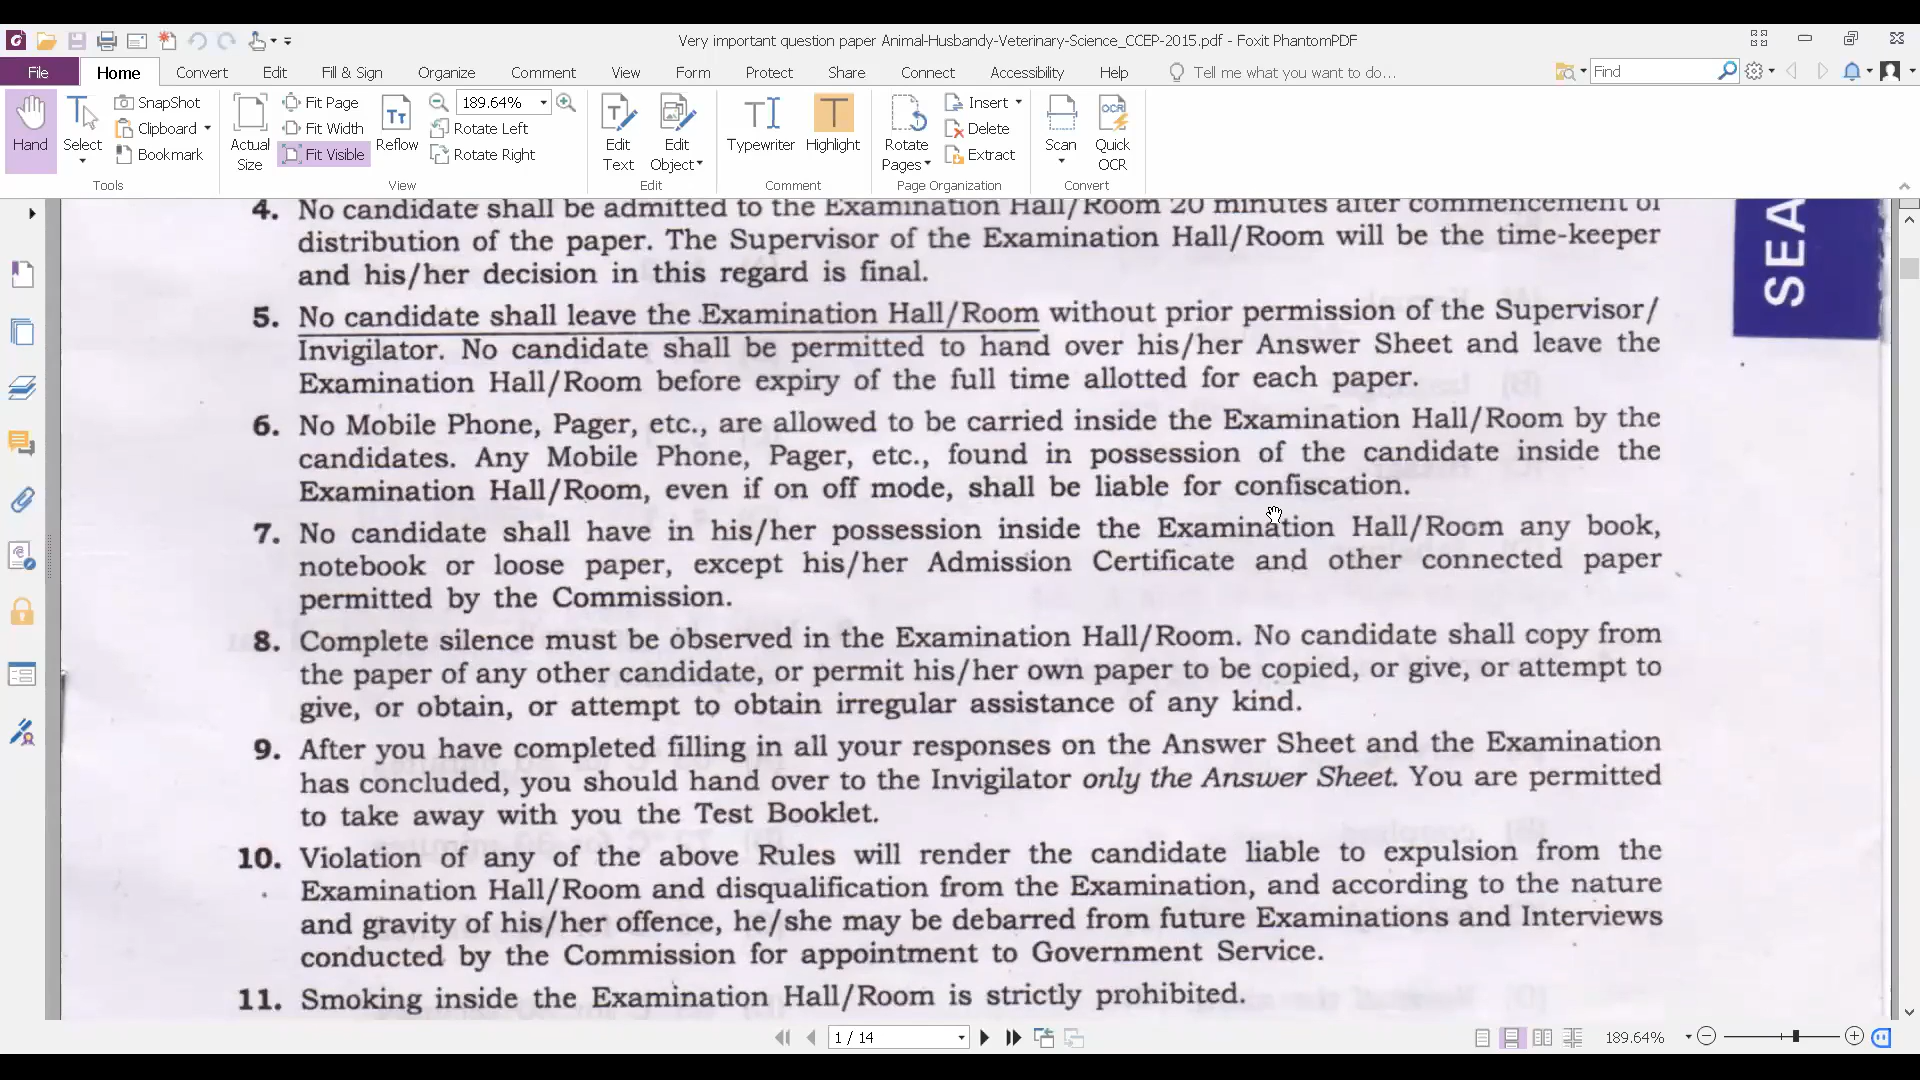 Very important question paper Animal-Husbandy-Veterinary-Science_CCEP-2015.pdf - Foxit PhantomPDF
File Home Convert Edit Fill & Sign Organize Comment View Form Protect Share Connect Accessibility Help Tell me what you want to do... Find
SnapShot Fit Page 189.64% Insert
Clipboard Fit Width Rotate Left Delete
Bookmark Fit Visible Rotate Right Extract
Hand Select Actual Size Reflow Edit Text Edit Object Typewriter Highlight Rotate Pages Scan Quick OCR
Tools View Edit Comment Page Organization Convert
4. No candidate shall be admitted to the Examination Hall/Room 20 minutes after commencement of
distribution of the paper. The Supervisor of the Examination Hall/Room will be the time-keeper
and his/her decision in this regard is final.
SEA
5. No candidate shall leave the Examination Hall/Room without prior permission of the Supervisor/
Invigilator. No candidate shall be permitted to hand over his/her Answer Sheet and leave the
Examination Hall/Room before expiry of the full time allotted for each paper.
6. No Mobile Phone, Pager, etc., are allowed to be carried inside the Examination Hall/Room by the
candidates. Any Mobile Phone, Pager, etc., found in possession of the candidate inside the
Examination Hall/Room, even if on off mode, shall be liable for confiscation.
7. No candidate shall have in his/her possession inside the Examination Hall/Room any book,
notebook or loose paper, except his/her Admission Certificate and other connected paper
permitted by the Commission.
8. Complete silence must be observed in the Examination Hall/Room. No candidate shall copy from
the paper of any other candidate, or permit his/her own paper to be copied, or give, or attempt to
give, or obtain, or attempt to obtain irregular assistance of any kind.
9. After you have completed filling in all your responses on the Answer Sheet and the Examination
has concluded, you should hand over to the Invigilator only the Answer Sheet. You are permitted
to take away with you the Test Booklet.
10. Violation of any of the above Rules will render the candidate liable to expulsion from the
Examination Hall/Room and disqualification from the Examination, and according to the nature
and gravity of his/her offence, he/she may be debarred from future Examinations and Interviews
conducted by the Commission for appointment to Government Service.
11. Smoking inside the Examination Hall/Room is strictly prohibited.
1 / 14 189.64%